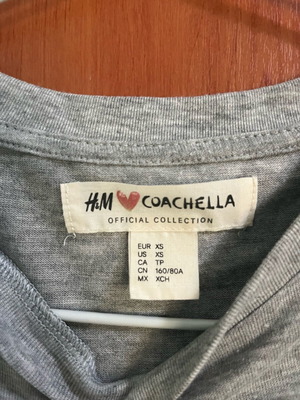 H&M COACHELLA
OFFICIAL COLLECTION
EUR XS
US XS
CA TP
CN 160/80A
MX XCH